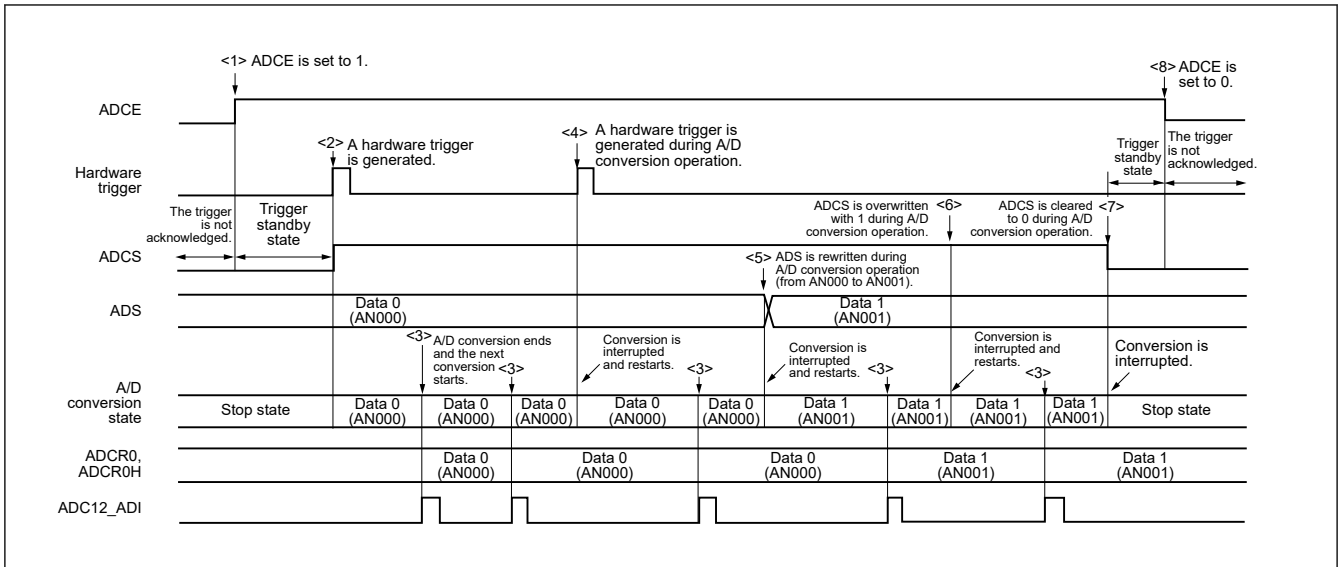 <1> ADCE is set to 1.
<8> ADCE is
set to 0.
ADCE
<2> A hardware trigger
is generated.
<4> A hardware trigger is
generated during A/D
conversion operation.
Trigger
standby
state
The trigger
is not
acknowledged.
Hardware
trigger
The trigger
is not
acknowledged.
Trigger
standby
state
ADCS is overwritten <6>
with 1 during A/D
conversion operation.
ADCS is cleared <7>
to 0 during A/D
conversion operation.
ADCS
<5> ADS is rewritten during
A/D conversion operation
(from AN000 to AN001).
ADS
Data 0
(AN000)
Data 1
(AN001)
<3> A/D conversion ends
and the next
conversion
starts.
<3>
Conversion is
interrupted
and restarts.
<3>
Conversion is
interrupted
and restarts.
<3>
Conversion is
interrupted and
restarts.
<3>
Conversion is
interrupted.
A/D
conversion
state
Stop state
Data 0
(AN000)
Data 0
(AN000)
Data 0
(AN000)
Data 0
(AN000)
Data 0
(AN000)
Data 1
(AN001)
Data 1
(AN001)
Data 1
(AN001)
Data 1
(AN001)
Stop state
ADCR0,
ADCR0H
Data 0
(AN000)
Data 0
(AN000)
Data 0
(AN000)
Data 1
(AN001)
Data 1
(AN001)
ADC12_ADI